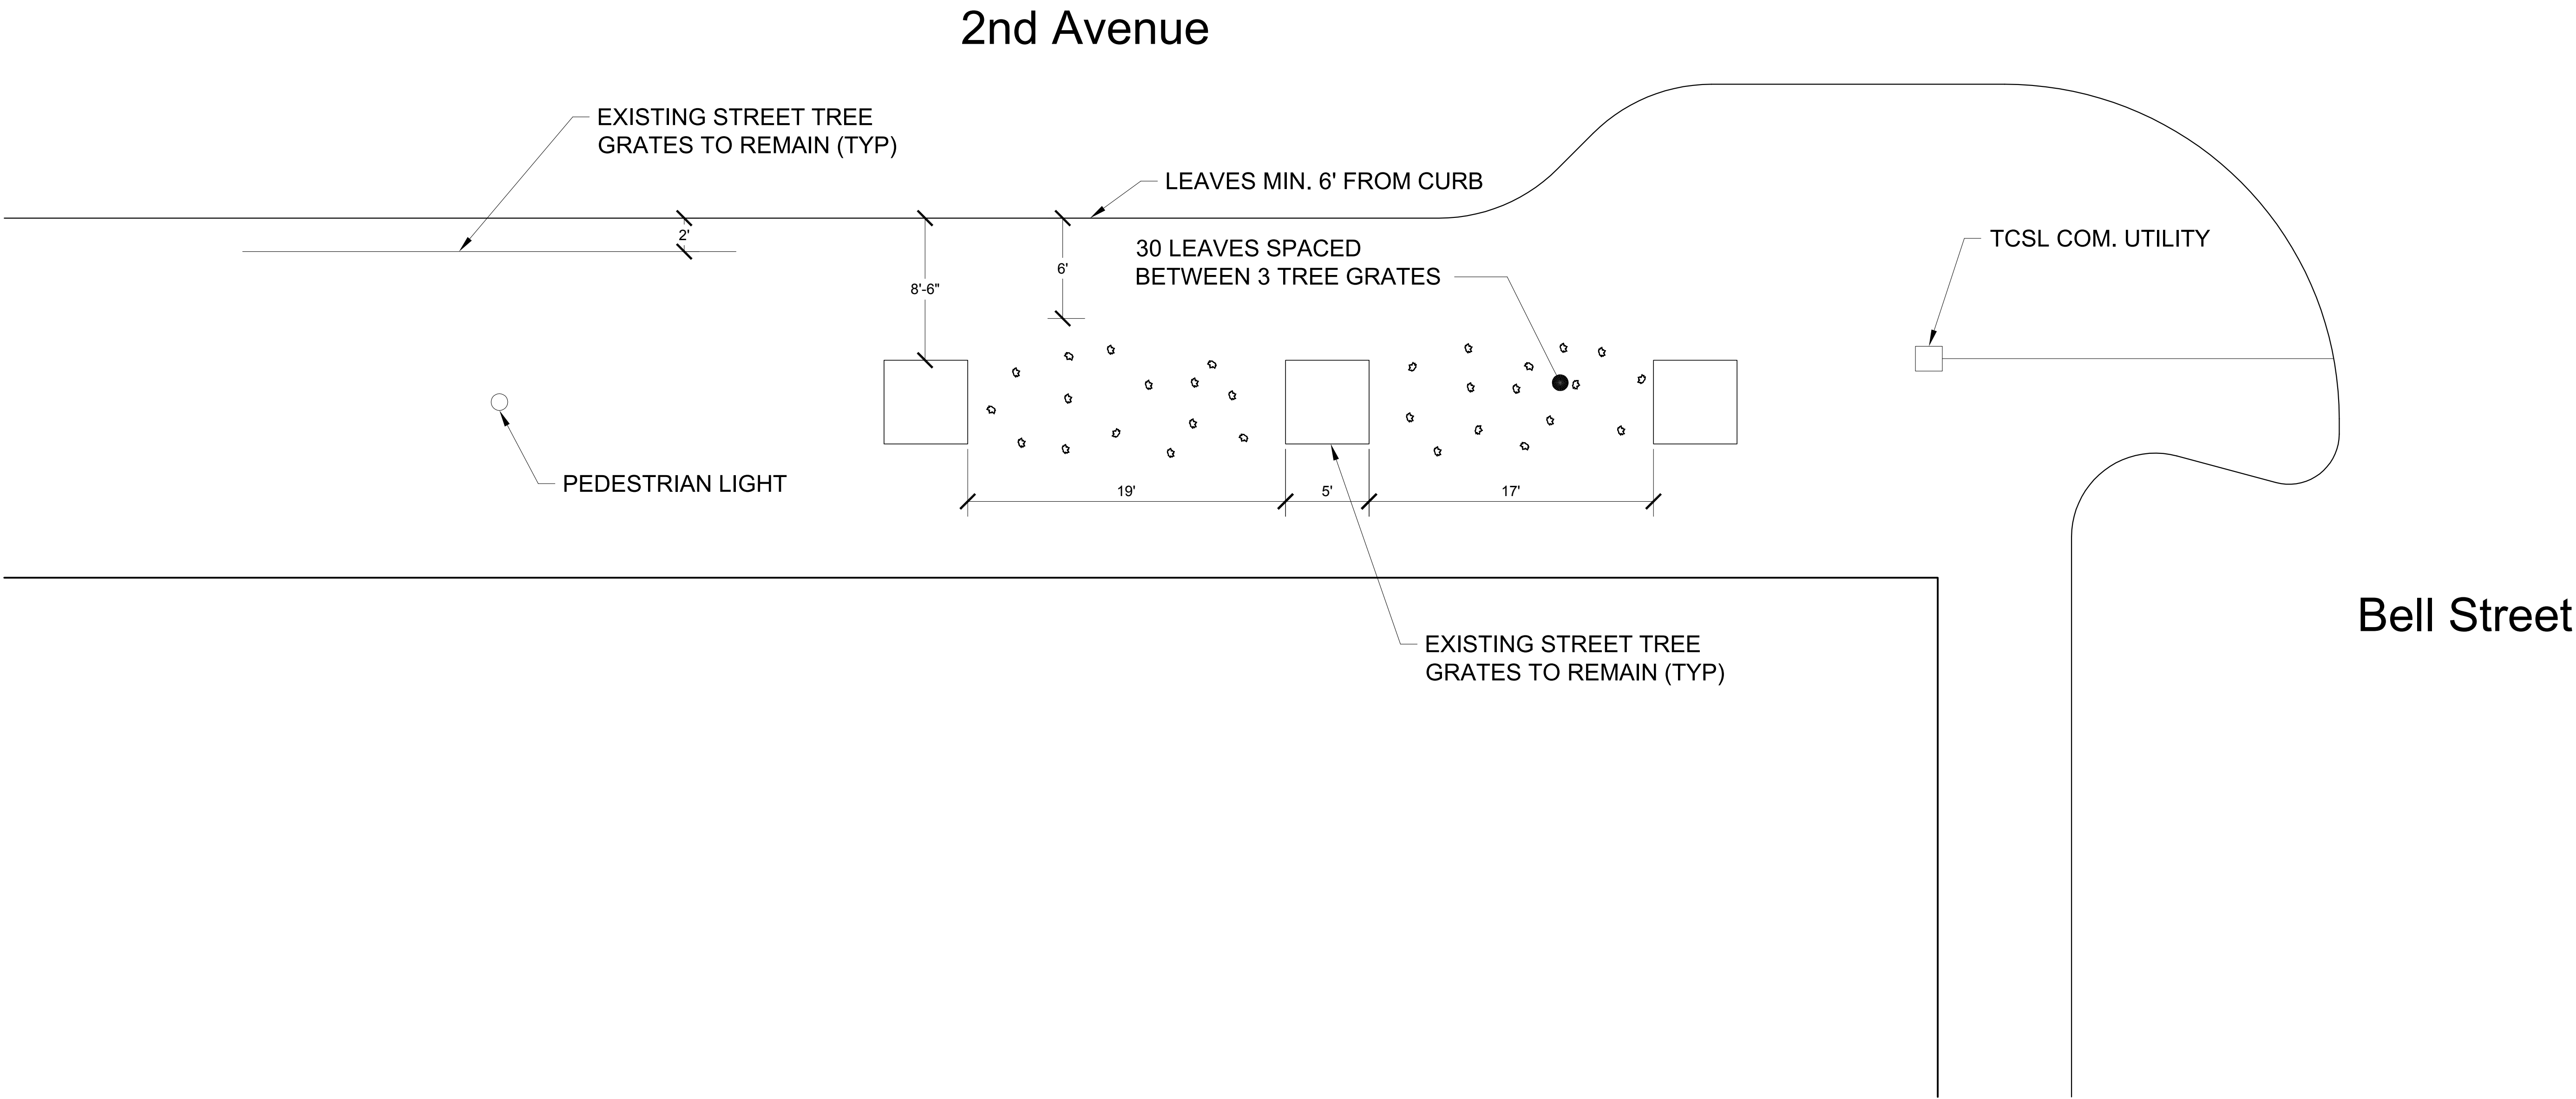 2nd Avenue
EXISTING STREET TREE
GRATES TO REMAIN (TYP)
LEAVES MIN. 6' FROM CURB
2'
6'
8'-6"
30 LEAVES SPACED
BETWEEN 3 TREE GRATES
TCSL COM. UTILITY
PEDESTRIAN LIGHT
19'
5'
17'
Bell Street
EXISTING STREET TREE
GRATES TO REMAIN (TYP)